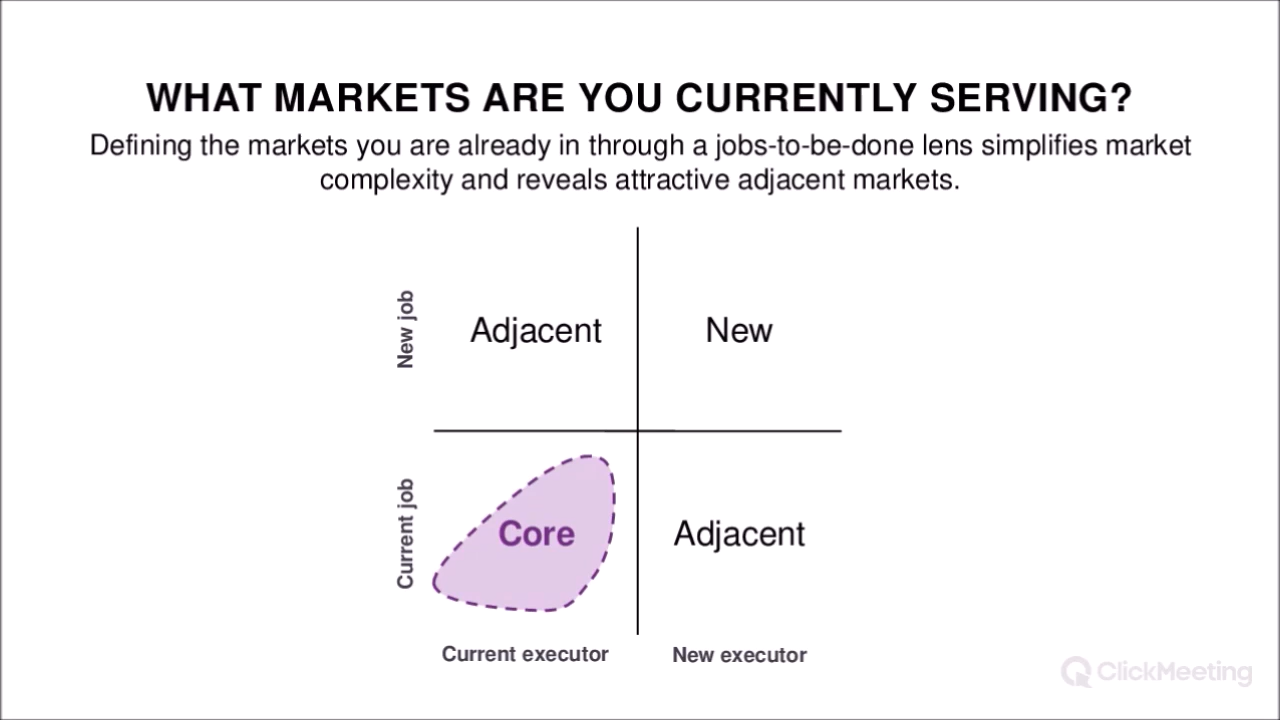 WHAT MARKETS ARE YOU CURRENTLY SERVING?
Defining the markets you are already in through a jobs-to-be-done lens simplifies market
complexity and reveals attractive adjacent markets.
New job
Adjacent
New
Current job
Core
Adjacent
Current executor
New executor
ClickMeeting